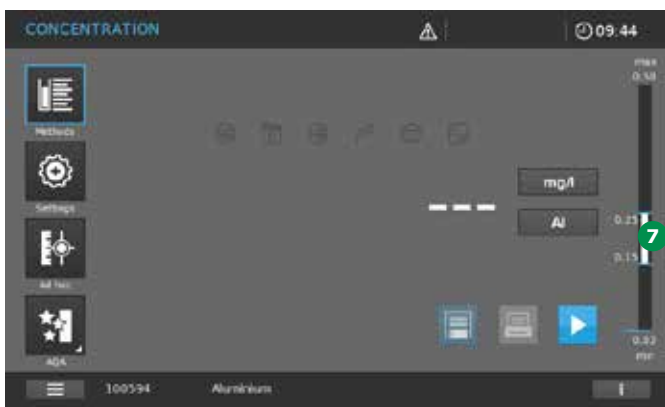 CONCENTRATION
09:44
max
0.50
Methods
Settings
mg/l
Al
0.25
7
0.15
Ad hoc
AQA
0.02
min
100594 Aluminium
i